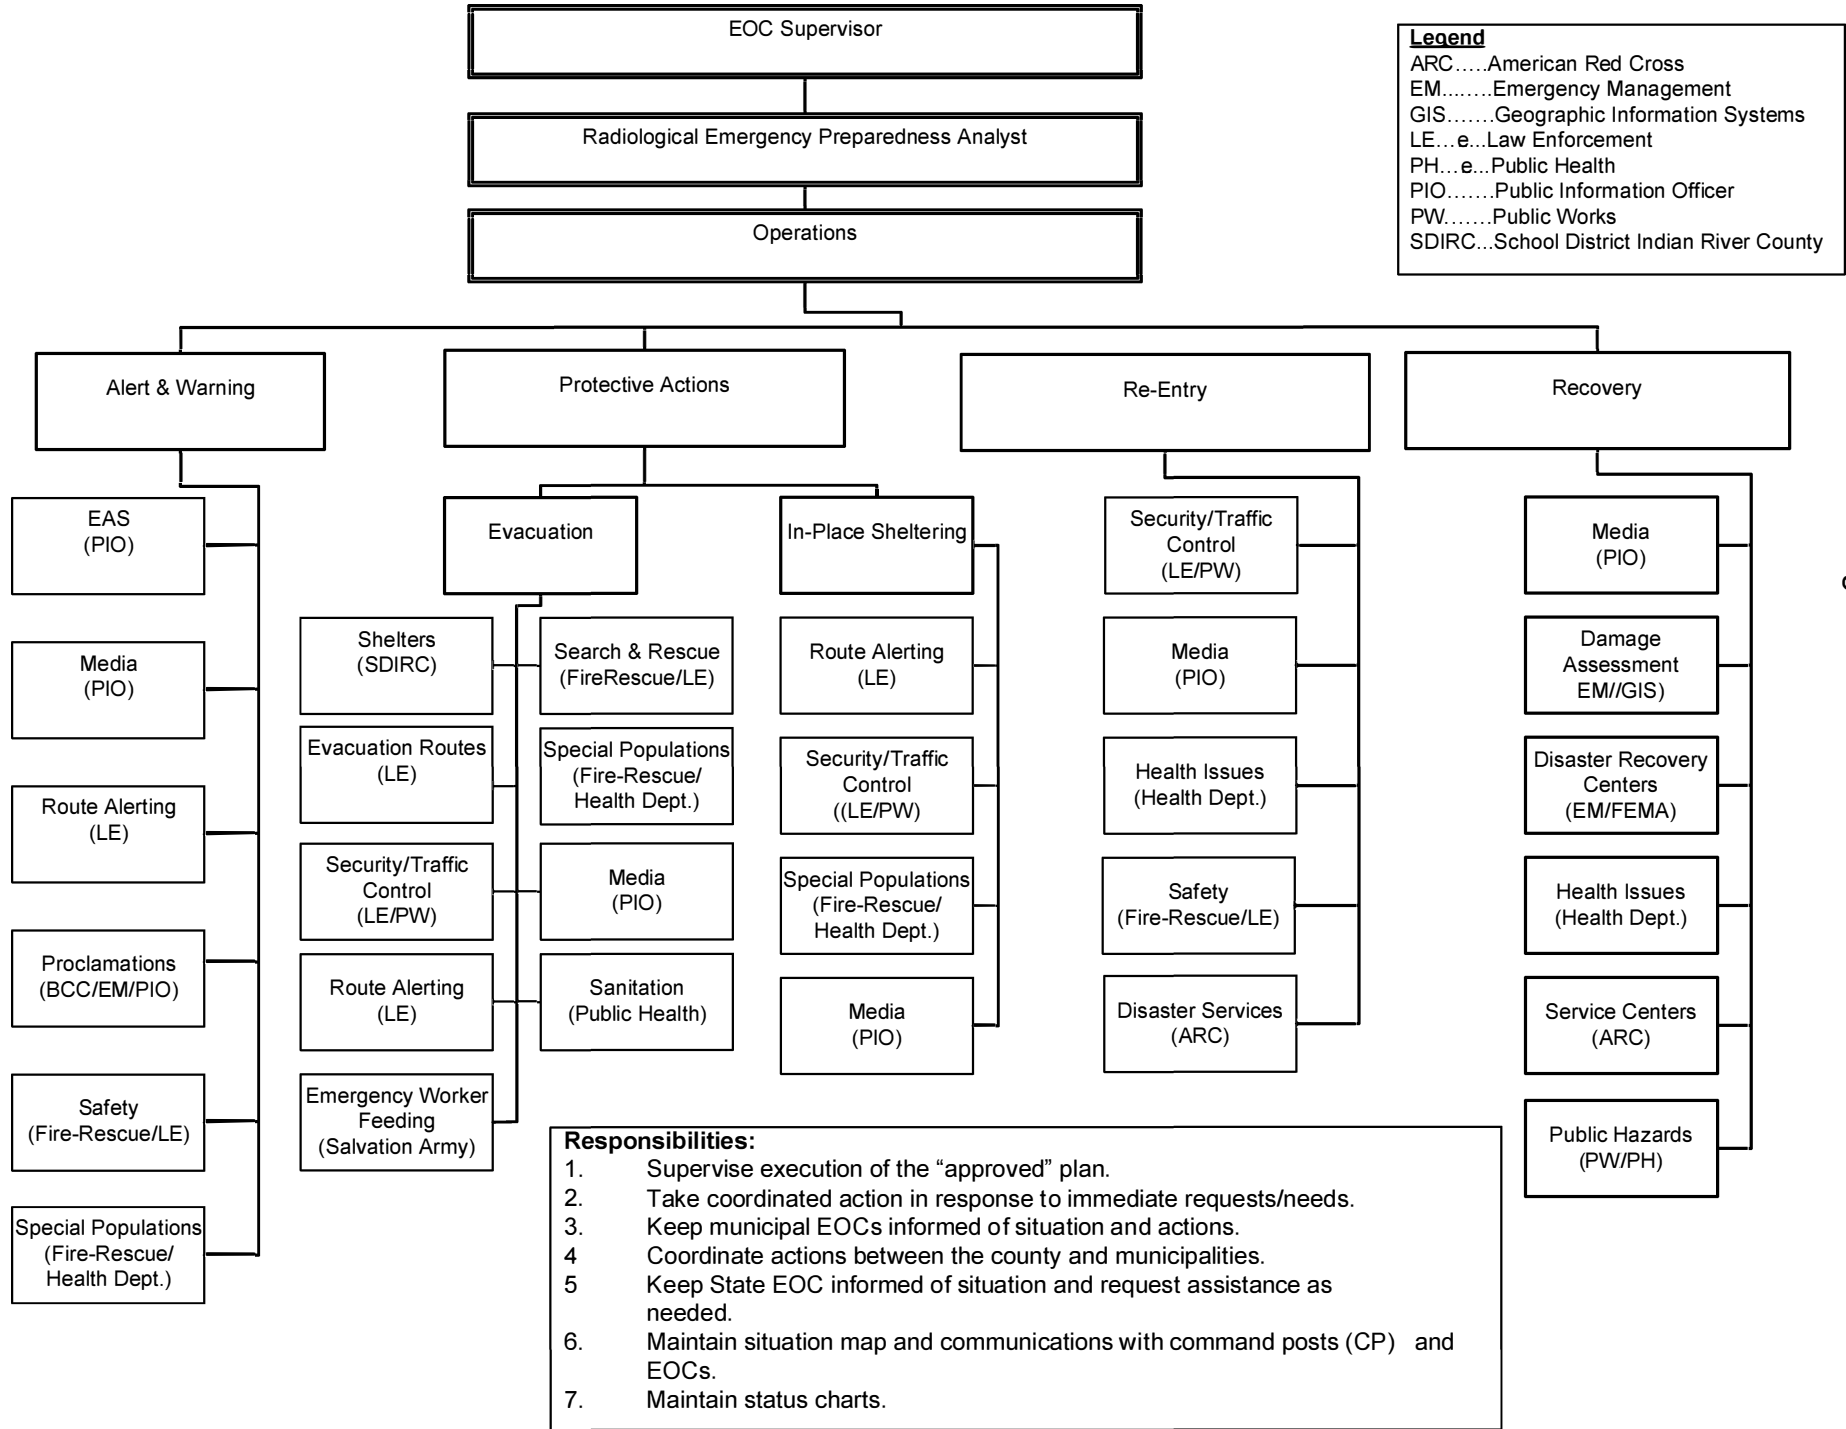 EOC Supervisor
Radiological Emergency Preparedness Analyst
Operations
Legend
ARC.....American Red Cross
EM.......Emergency Management
GIS.......Geographic Information Systems
LE...e...Law Enforcement
PH...e...Public Health
PIO.......Public Information Officer
PW.......Public Works
SDIRC...School District Indian River County
Alert & Warning
Protective Actions
Re-Entry
Recovery
EAS
(PIO)
Media
(PIO)
Route Alerting
(LE)
Proclamations
(BCC/EM/PIO)
Safety
(Fire-Rescue/LE)
Special Populations
(Fire-Rescue/
Health Dept.)
Evacuation
Shelters
(SDIRC)
Evacuation Routes
(LE)
Security/Traffic
Control
(LE/PW)
Route Alerting
(LE)
Emergency Worker
Feeding
(Salvation Army)
Search & Rescue
(FireRescue/LE)
Special Populations
(Fire-Rescue/
Health Dept.)
Media
(PIO)
Sanitation
(Public Health)
In-Place Sheltering
Route Alerting
(LE)
Security/Traffic
Control
((LE/PW)
Special Populations
(Fire-Rescue/
Health Dept.)
Media
(PIO)
Security/Traffic
Control
(LE/PW)
Media
(PIO)
Health Issues
(Health Dept.)
Safety
(Fire-Rescue/LE)
Disaster Services
(ARC)
Media
(PIO)
Damage
Assessment
EM//GIS)
Disaster Recovery
Centers
(EM/FEMA)
Health Issues
(Health Dept.)
Service Centers
(ARC)
Public Hazards
(PW/PH)
Responsibilities:
1. Supervise execution of the “approved” plan.
2. Take coordinated action in response to immediate requests/needs.
3. Keep municipal EOCs informed of situation and actions.
4 Coordinate actions between the county and municipalities.
5 Keep State EOC informed of situation and request assistance as
needed.
6. Maintain situation map and communications with command posts (CP) and
EOCs.
7. Maintain status charts.